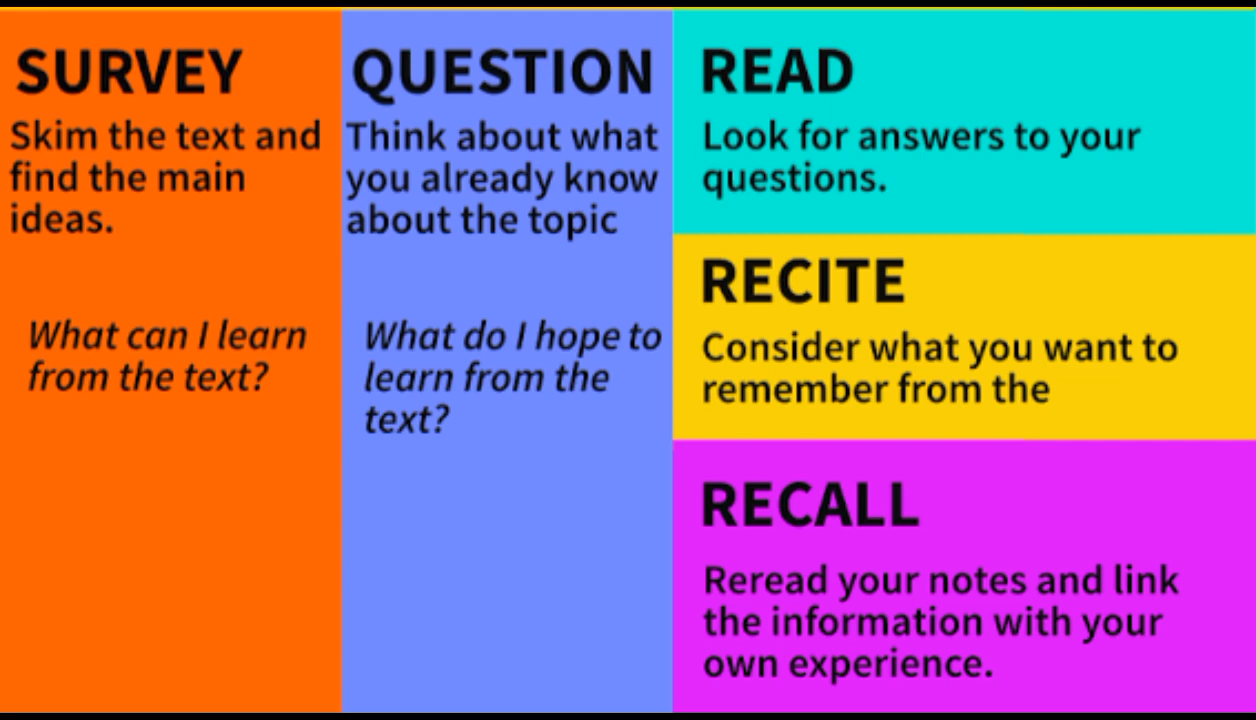 SURVEY
Skim the text and
find the main
ideas.
What can I learn
from the text?
QUESTION
Think about what
you already know
about the topic
What do I hope to
learn from the
text?
READ
Look for answers to your
questions.
RECITE
Consider what you want to
remember from the
RECALL
Reread your notes and link
the information with your
own experience.